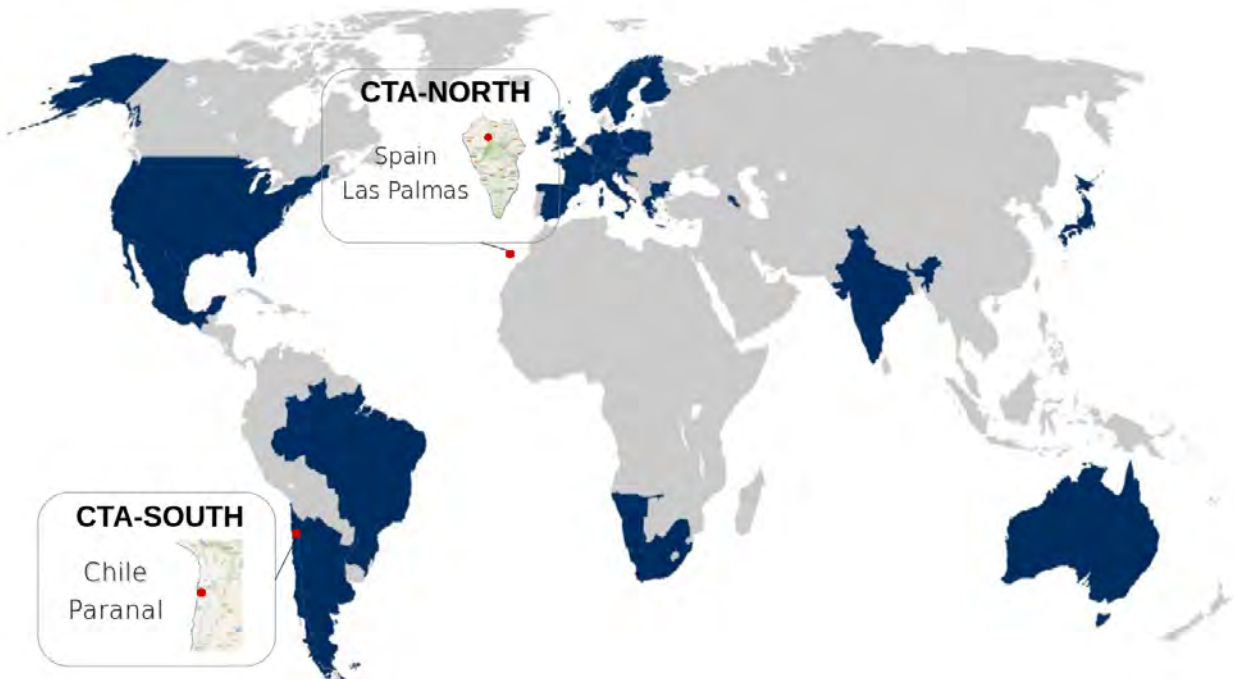 CTA-NORTH
Spain
Las Palmas
CTA-SOUTH
Chile
Paranal